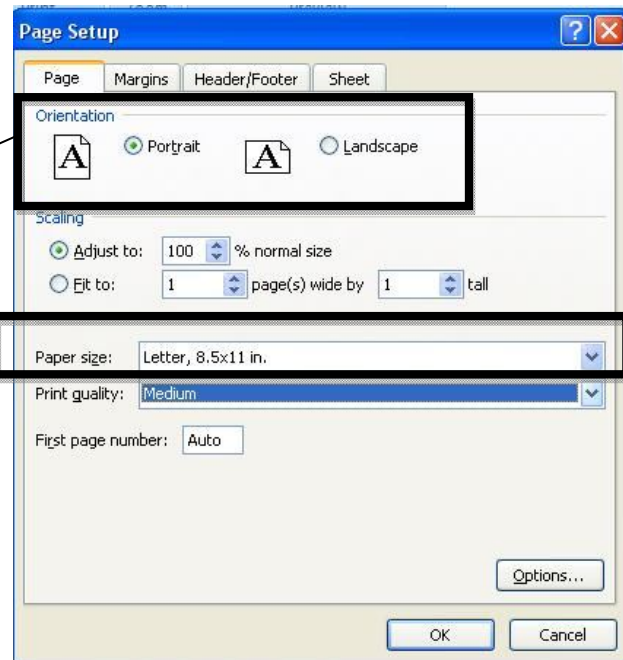 Page Setup
Page Margins Header/Footer Sheet
Orientation
A Portrait A Landscape
Scaling
Adjust to: 100 % normal size
Fit to: 1 page(s) wide by 1 tall
Paper size: Letter, 8.5x11 in.
Print quality: Medium
First page number: Auto
Options...
OK Cancel